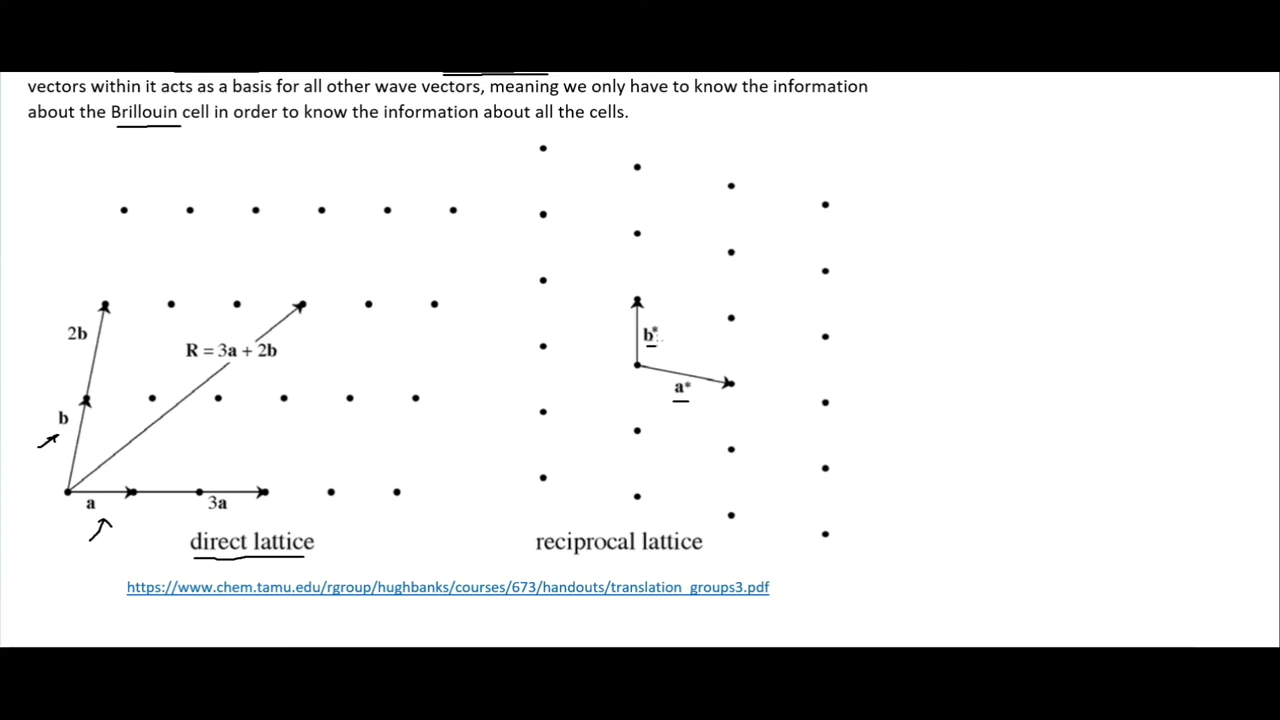 vectors within it acts as a basis for all other wave vectors, meaning we only have to know the information
about the Brillouin cell in order to know the information about all the cells.
2b
R = 3a + 2b
b
a
3a
direct lattice
b*
a*
reciprocal lattice
https://www.chem.tamu.edu/rgroup/hughbanks/courses/673/handouts/translation_groups3.pdf